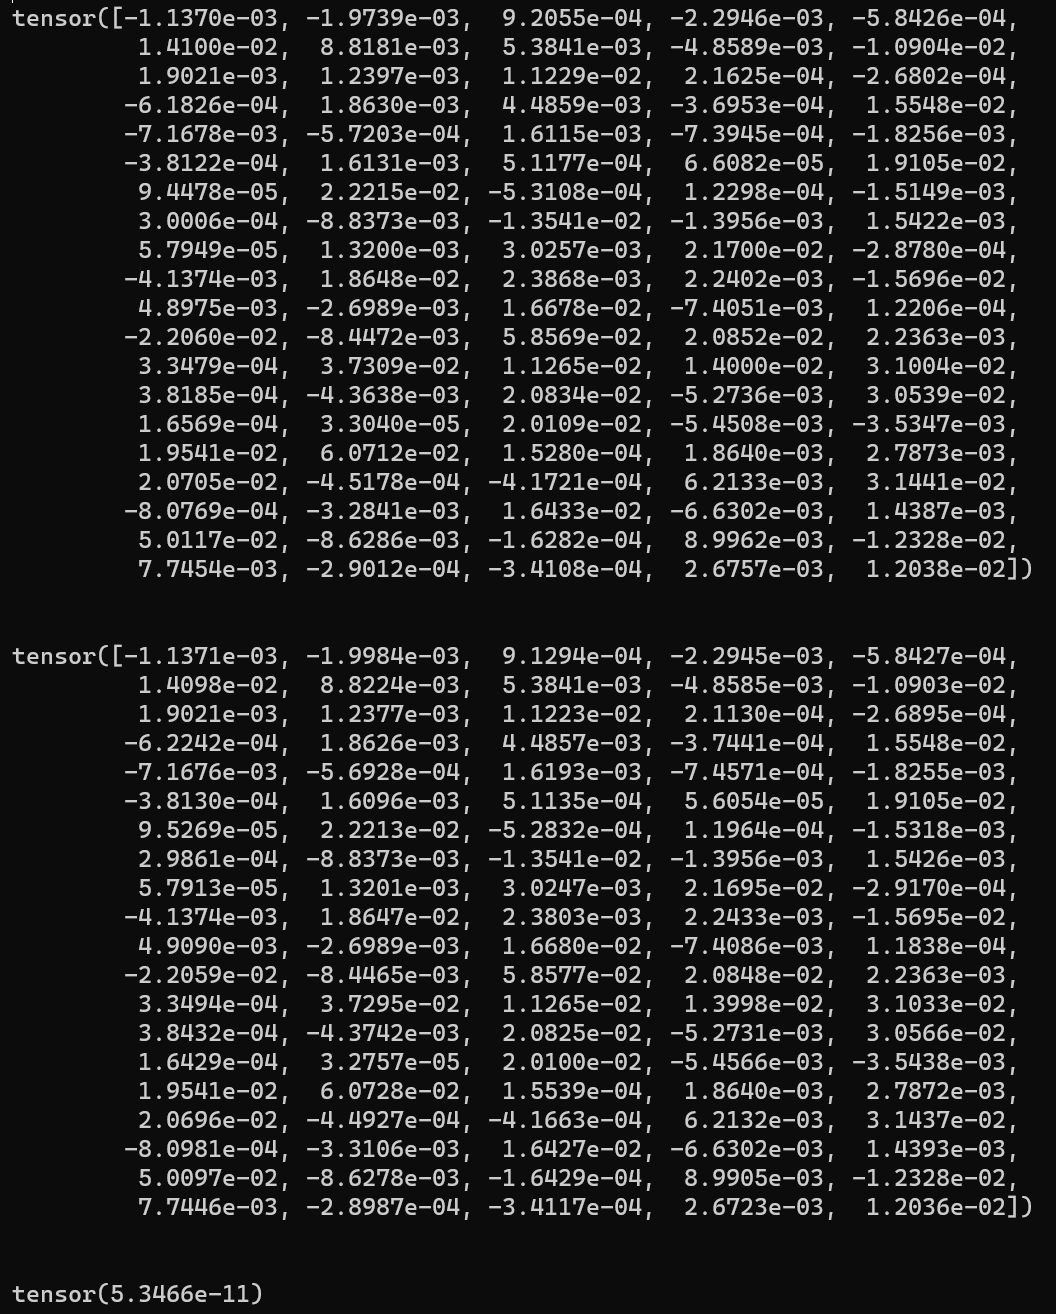 tensor([-1.1370e-03, -1.9739e-03,  9.2055e-04, -2.2946e-03, -5.8426e-04,
1.4100e-02,  8.8181e-03,  5.3841e-03, -4.8589e-03, -1.0904e-02,
1.9021e-03,  1.2397e-03,  1.1229e-02,  2.1625e-04, -2.6802e-04,
-6.1826e-04,  1.8630e-03,  4.4859e-03, -3.6953e-04,  1.5548e-02,
-7.1678e-03, -5.7203e-04,  1.6115e-03, -7.3945e-04, -1.8256e-03,
-3.8122e-04,  1.6131e-03,  5.1177e-04,  6.6082e-05,  1.9105e-02,
9.4478e-05,  2.2215e-02, -5.3108e-04,  1.2298e-04, -1.5149e-03,
3.0006e-04, -8.8373e-03, -1.3541e-02, -1.3956e-03,  1.5422e-03,
5.7949e-05,  1.3200e-03,  3.0257e-03,  2.1700e-02, -2.8780e-04,
-4.1374e-03,  1.8648e-02,  2.3868e-03,  2.2402e-03, -1.5696e-02,
4.8975e-03, -2.6989e-03,  1.6678e-02, -7.4051e-03,  1.2206e-04,
-2.2060e-02, -8.4472e-03,  5.8569e-02,  2.0852e-02,  2.2363e-03,
3.3479e-04,  3.7309e-02,  1.1265e-02,  1.4000e-02,  3.1004e-02,
3.8185e-04, -4.3638e-03,  2.0834e-02, -5.2736e-03,  3.0539e-02,
1.6569e-04,  3.3040e-05,  2.0109e-02, -5.4508e-03, -3.5347e-03,
1.9541e-02,  6.0712e-02,  1.5280e-04,  1.8640e-03,  2.7873e-03,
2.0705e-02, -4.5178e-04, -4.1721e-04,  6.2133e-03,  3.1441e-02,
-8.0769e-04, -3.2841e-03,  1.6433e-02, -6.6302e-03,  1.4387e-03,
5.0117e-02, -8.6286e-03, -1.6282e-04,  8.9962e-03, -1.2328e-02,
7.7454e-03, -2.9012e-04, -3.4108e-04,  2.6757e-03,  1.2038e-02])
tensor([-1.1371e-03, -1.9984e-03,  9.1294e-04, -2.2945e-03, -5.8427e-04,
1.4098e-02,  8.8224e-03,  5.3841e-03, -4.8585e-03, -1.0903e-02,
1.9021e-03,  1.2377e-03,  1.1223e-02,  2.1130e-04, -2.6895e-04,
-6.2242e-04,  1.8626e-03,  4.4857e-03, -3.7441e-04,  1.5548e-02,
-7.1676e-03, -5.6928e-04,  1.6193e-03, -7.4571e-04, -1.8255e-03,
-3.8130e-04,  1.6096e-03,  5.1135e-04,  5.6054e-05,  1.9105e-02,
9.5269e-05,  2.2213e-02, -5.2832e-04,  1.1964e-04, -1.5318e-03,
2.9861e-04, -8.8373e-03, -1.3541e-02, -1.3956e-03,  1.5426e-03,
5.7913e-05,  1.3201e-03,  3.0247e-03,  2.1695e-02, -2.9170e-04,
-4.1374e-03,  1.8647e-02,  2.3803e-03,  2.2433e-03, -1.5695e-02,
4.9090e-03, -2.6989e-03,  1.6680e-02, -7.4086e-03,  1.1838e-04,
-2.2059e-02, -8.4465e-03,  5.8577e-02,  2.0848e-02,  2.2363e-03,
3.3494e-04,  3.7295e-02,  1.1265e-02,  1.3998e-02,  3.1033e-02,
3.8432e-04, -4.3742e-03,  2.0825e-02, -5.2731e-03,  3.0566e-02,
1.6429e-04,  3.2757e-05,  2.0100e-02, -5.4566e-03, -3.5438e-03,
1.9541e-02,  6.0728e-02,  1.5539e-04,  1.8640e-03,  2.7872e-03,
2.0696e-02, -4.4927e-04, -4.1663e-04,  6.2132e-03,  3.1437e-02,
-8.0981e-04, -3.3106e-03,  1.6427e-02, -6.6302e-03,  1.4393e-03,
5.0097e-02, -8.6278e-03, -1.6429e-04,  8.9905e-03, -1.2328e-02,
7.7446e-03, -2.8987e-04, -3.4117e-04,  2.6723e-03,  1.2036e-02])
tensor(5.3466e-11)